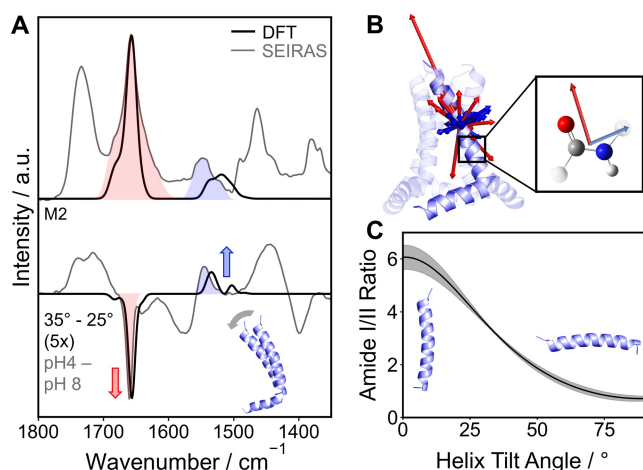 A
DFT
SEIRAS
Intensity / a.u.
M2
35° - 25°
(5x)
pH4 –
pH 8
1800
1700
1600
1500
1400
Wavenumber / cm⁻¹
B
C
Amide I/II Ratio
6
4
2
0
0
25
50
75
Helix Tilt Angle / °